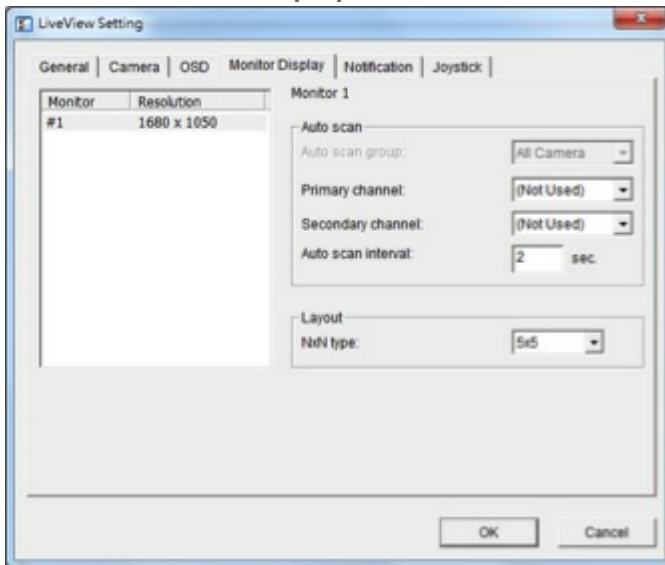 LiveView Setting
General Camera OSD Monitor Display Notification Joystick
Monitor Resolution
#1 1680 x 1050
Monitor 1
Auto scan
Auto scan group: All Camera
Primary channel: (Not Used)
Secondary channel: (Not Used)
Auto scan interval: 2 sec.
Layout
NxN type: 5x5
OK Cancel